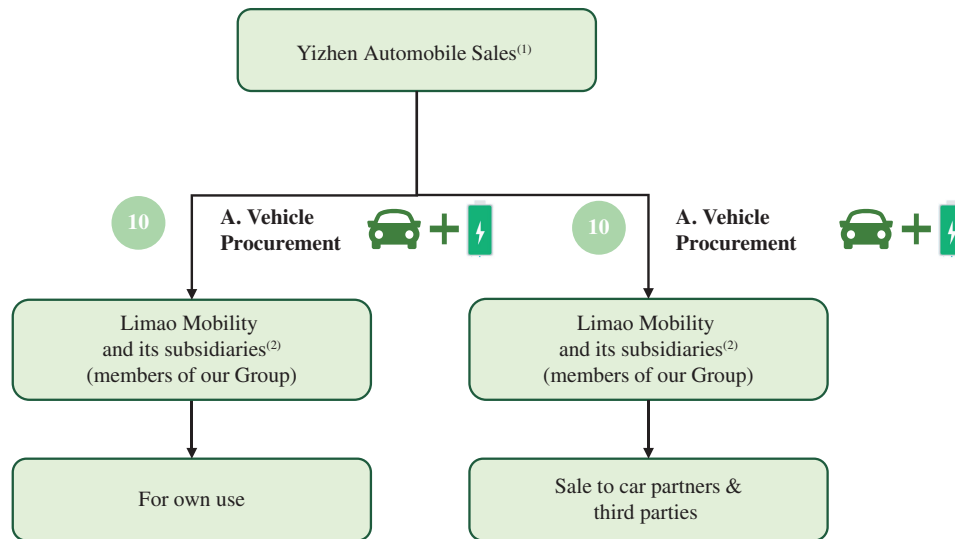 Yizhen Automobile Sales(1)
10
A. Vehicle
Procurement
10
A. Vehicle
Procurement
Limao Mobility
and its subsidiaries(2)
(members of our Group)
Limao Mobility
and its subsidiaries(2)
(members of our Group)
For own use
Sale to car partners &
third parties